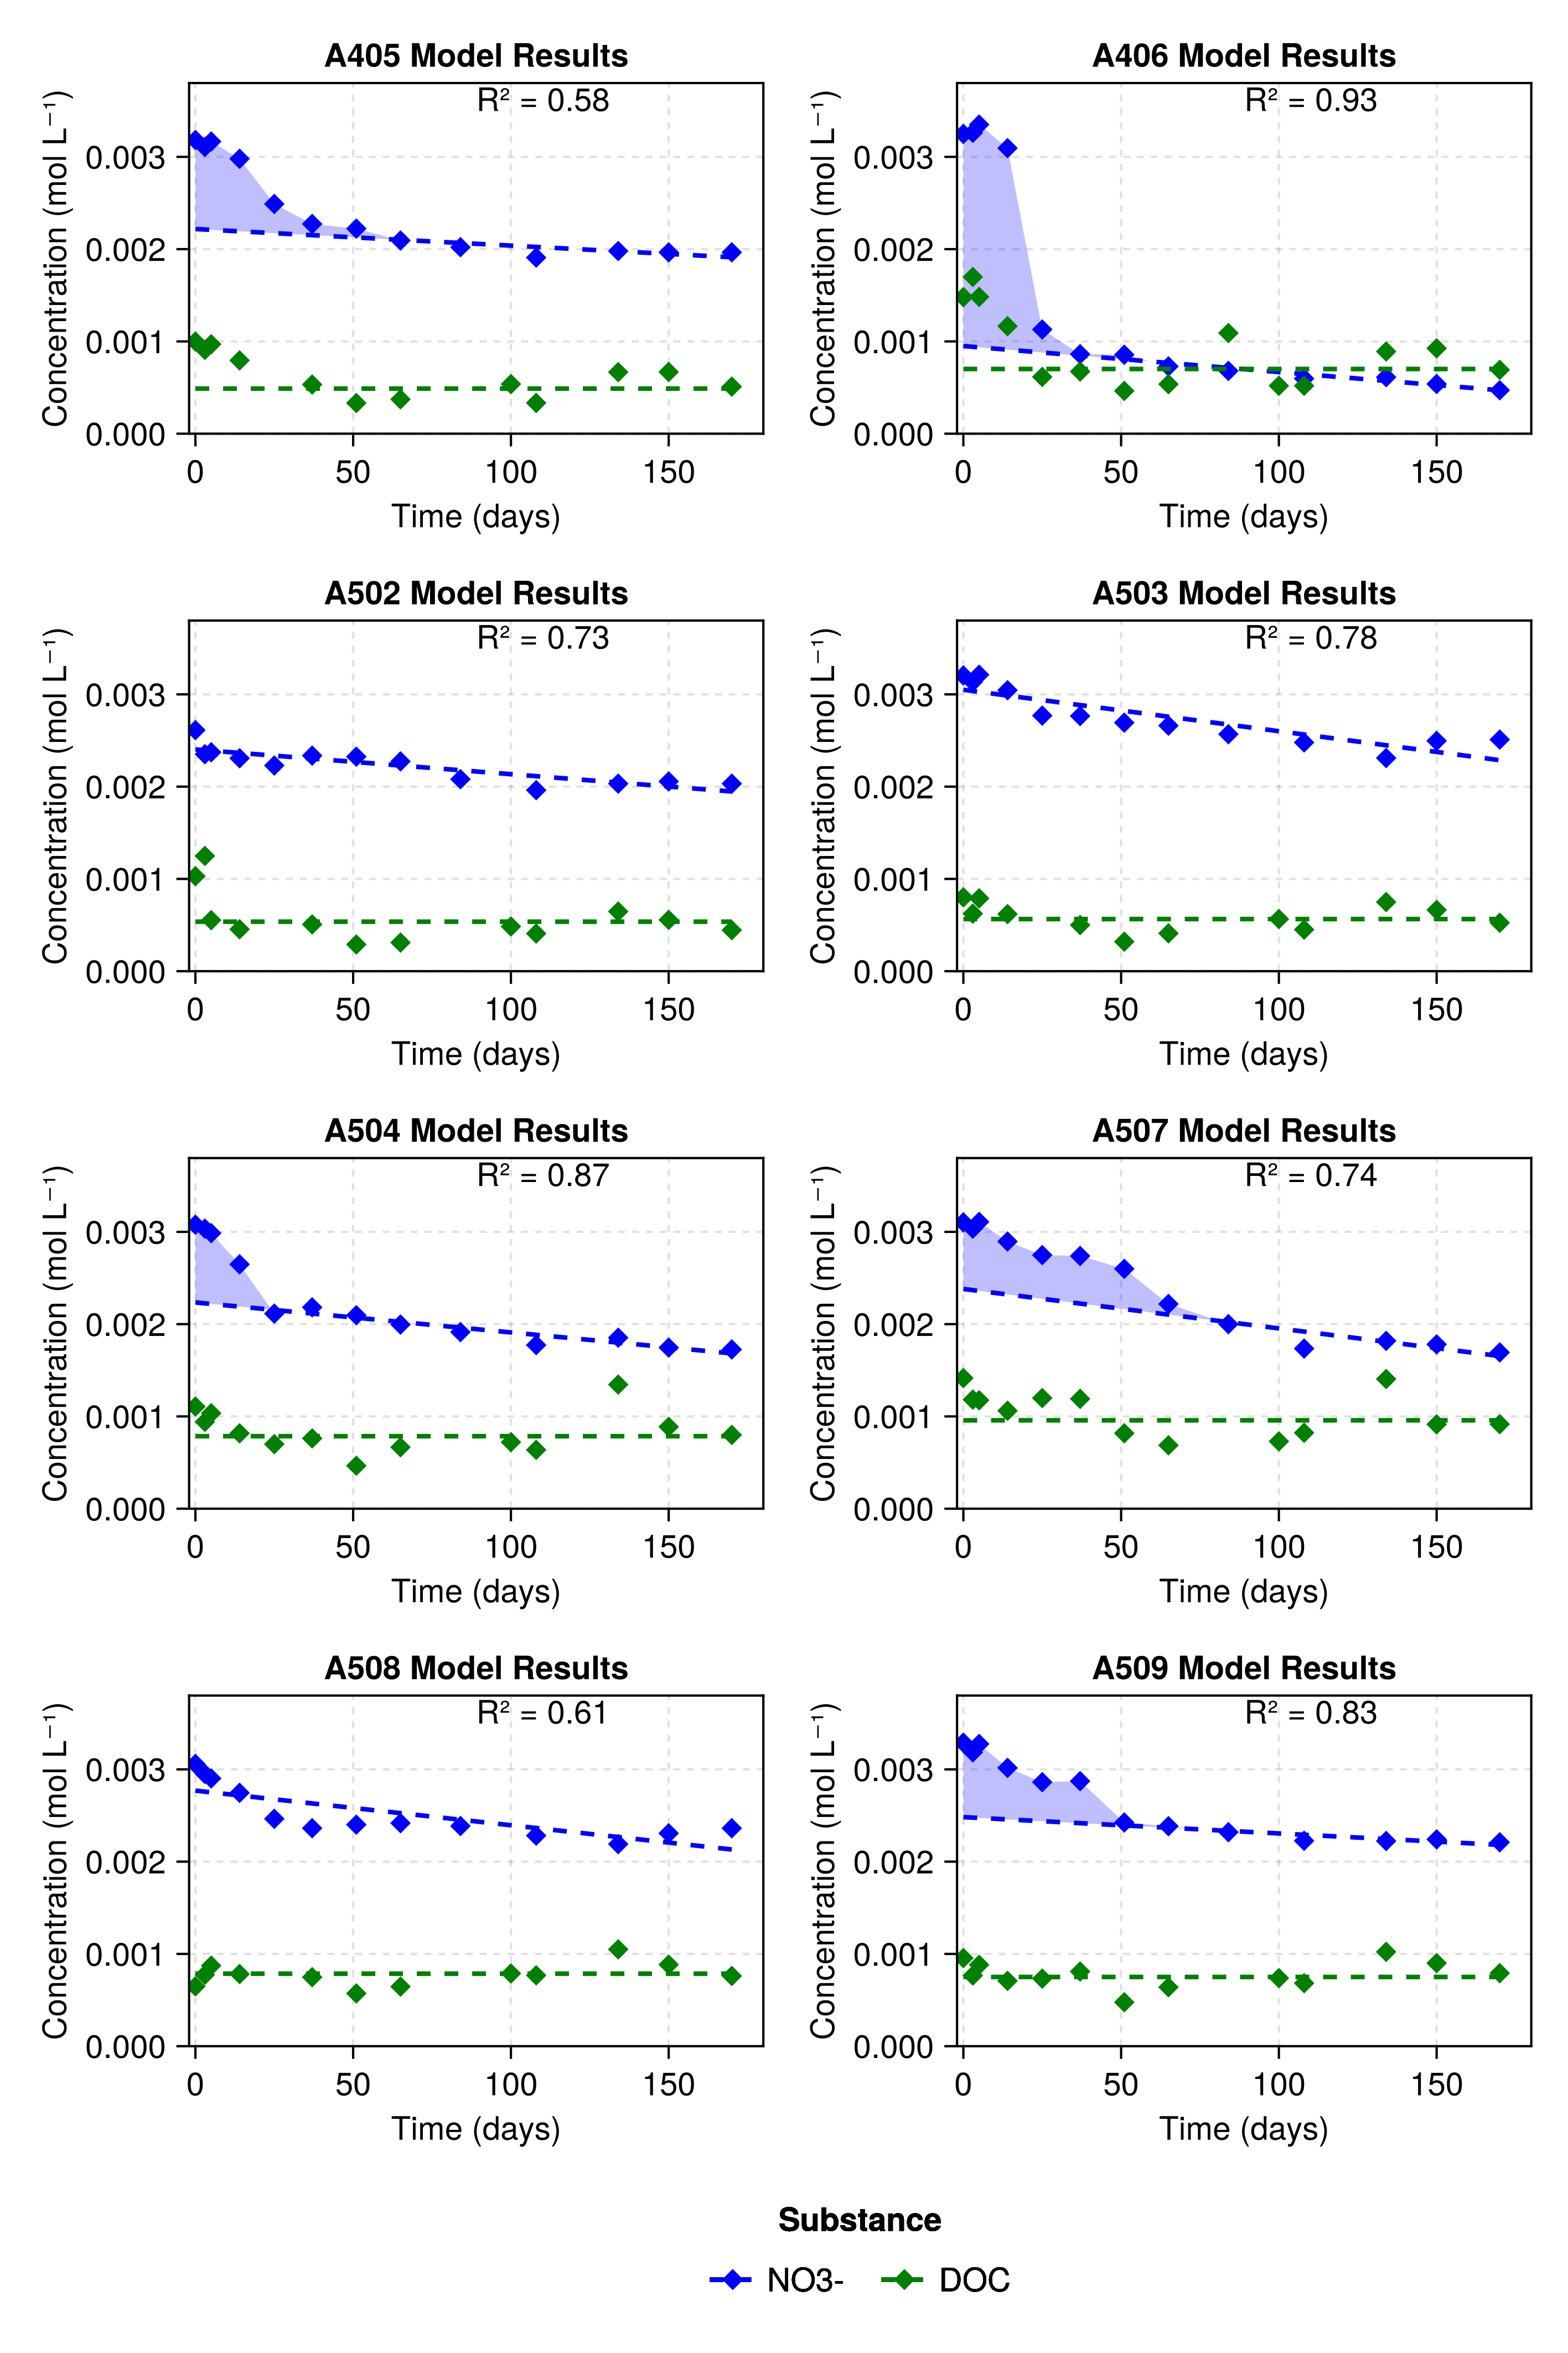 A405 Model Results
R² = 0.58
Concentration (mol L⁻¹)
0.003
0.002
0.001
0.000
0 50 100 150
Time (days)
A406 Model Results
R² = 0.93
Concentration (mol L⁻¹)
0.003
0.002
0.001
0.000
0 50 100 150
Time (days)
A502 Model Results
R² = 0.73
Concentration (mol L⁻¹)
0.003
0.002
0.001
0.000
0 50 100 150
Time (days)
A503 Model Results
R² = 0.78
Concentration (mol L⁻¹)
0.003
0.002
0.001
0.000
0 50 100 150
Time (days)
A504 Model Results
R² = 0.87
Concentration (mol L⁻¹)
0.003
0.002
0.001
0.000
0 50 100 150
Time (days)
A507 Model Results
R² = 0.74
Concentration (mol L⁻¹)
0.003
0.002
0.001
0.000
0 50 100 150
Time (days)
A508 Model Results
R² = 0.61
Concentration (mol L⁻¹)
0.003
0.002
0.001
0.000
0 50 100 150
Time (days)
A509 Model Results
R² = 0.83
Concentration (mol L⁻¹)
0.003
0.002
0.001
0.000
0 50 100 150
Time (days)
Substance
NO3- DOC